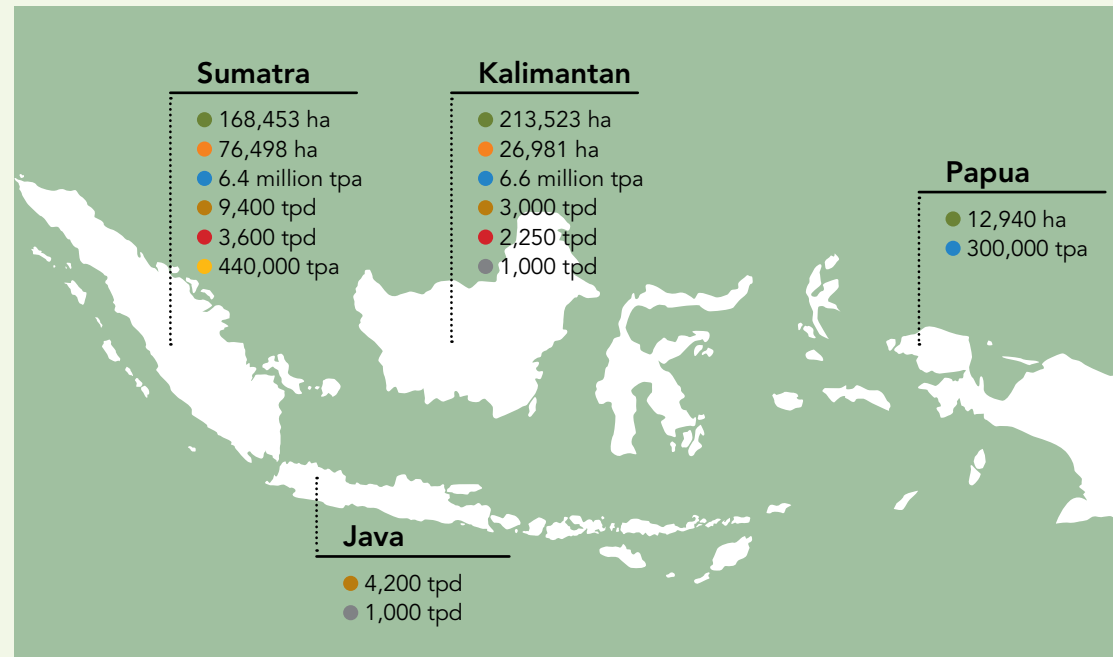 Sumatra
168,453 ha
76,498 ha
6.4 million tpa
9,400 tpd
3,600 tpd
440,000 tpa
Kalimantan
213,523 ha
26,981 ha
6.6 million tpa
3,000 tpd
2,250 tpd
1,000 tpd
Papua
12,940 ha
300,000 tpa
Java
4,200 tpd
1,000 tpd